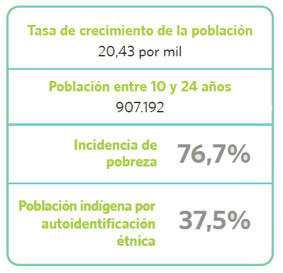 Tasa de crecimiento de la población
20,43 por mil
Población entre 10 y 24 años
907.192
Incidencia de
pobreza
76,7%
Población indígena por
autoidentificación
étnica
37,5%